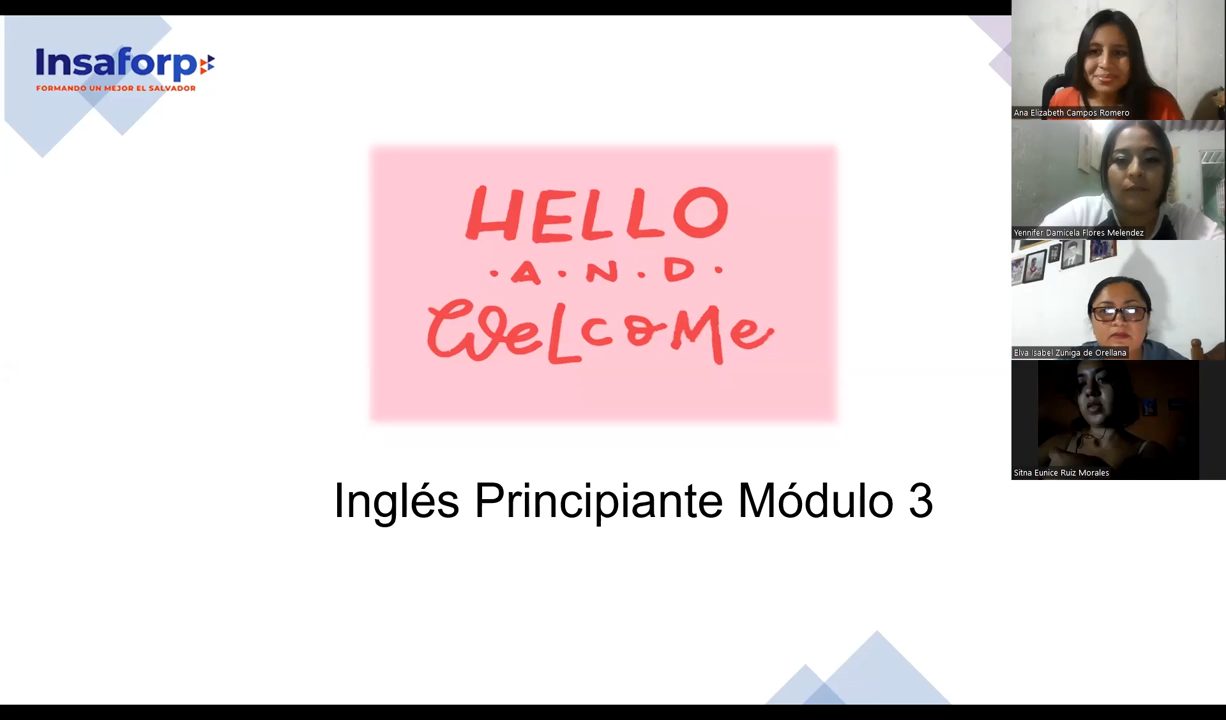 Insaforp
FORMANDO UN MEJOR EL SALVADOR
HELLO
·A·N·D·
WeLcoMe
Inglés Principiante Módulo 3
Ana Elizabeth Campos Romero
Yennifer Damicela Flores Melendez
Elva Isabel Zuniga de Orellana
Sitna Eunice Ruiz Morales